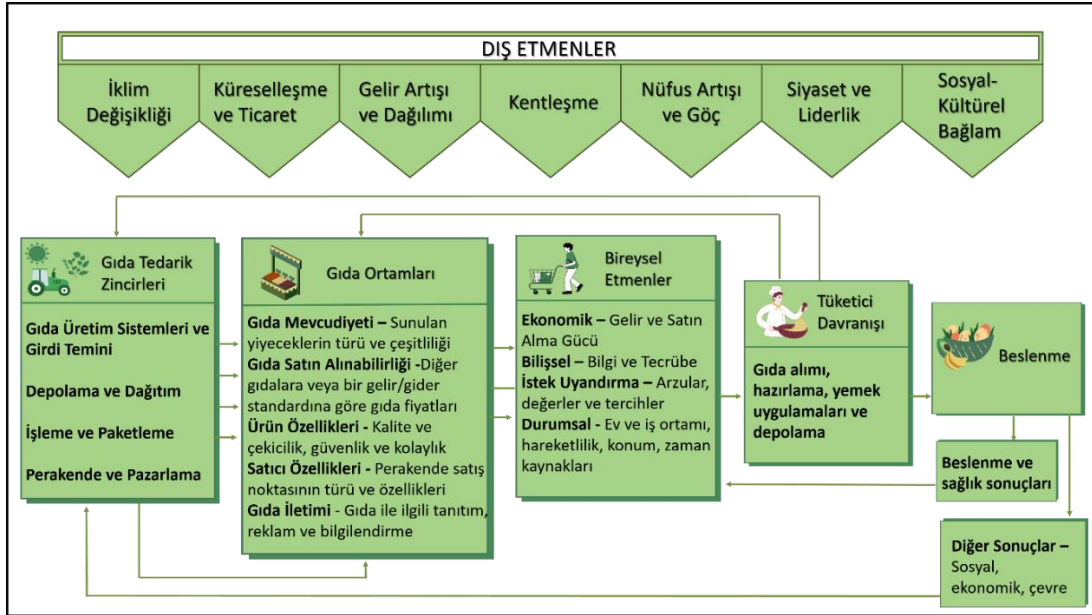 DIŞ ETMENLER
İklim
Değişikliği
Küreselleşme
ve Ticaret
Gelir Artışı
ve Dağılımı
Kentleşme
Nüfus Artışı
ve Göç
Siyaset ve
Liderlik
Sosyal-
Kültürel
Bağlam
Gıda Tedarik
Zincirleri
Gıda Üretim Sistemleri ve
Girdi Temini
Depolama ve Dağıtım
İşleme ve Paketleme
Perakende ve Pazarlama
Gıda Ortamları
Gıda Mevcudiyeti – Sunulan
yiyeceklerin türü ve çeşitliliği
Gıda Satın Alınabilirliği -Diğer
gıdalara veya bir gelir/gider
standardına göre gıda fiyatları
Ürün Özellikleri - Kalite ve
çekicilik, güvenlik ve kolaylık
Satıcı Özellikleri - Perakende satış
noktasının türü ve özellikleri
Gıda İletimi - Gıda ile ilgili tanıtım,
reklam ve bilgilendirme
Bireysel
Etmenler
Ekonomik – Gelir ve Satın
Alma Gücü
Bilişsel – Bilgi ve Tecrübe
İstek Uyandırma – Arzular,
değerler ve tercihler
Durumsal - Ev ve iş ortamı,
hareketlilik, konum, zaman
kaynakları
Tüketici
Davranışı
Gıda alımı,
hazırlama, yemek
uygulamaları ve
depolama
Beslenme
Beslenme ve
sağlık sonuçları
Diğer Sonuçlar –
Sosyal,
ekonomik, çevre